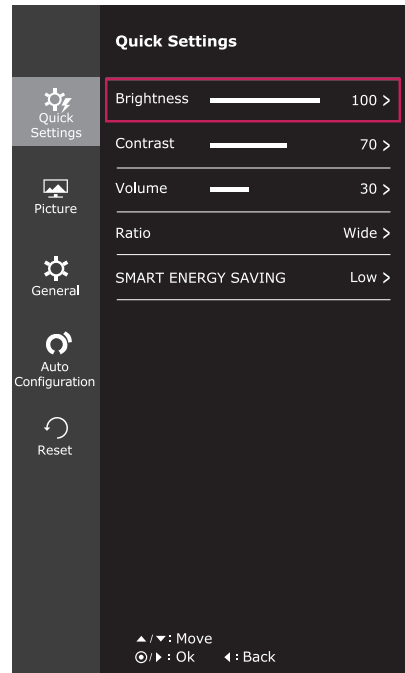 Quick Settings
Quick
Settings
Picture
General
Auto
Configuration
Reset
Brightness 100 >
Contrast 70 >
Volume 30 >
Ratio Wide >
SMART ENERGY SAVING Low >
▲/▼: Move
◉/▶: Ok ◀: Back